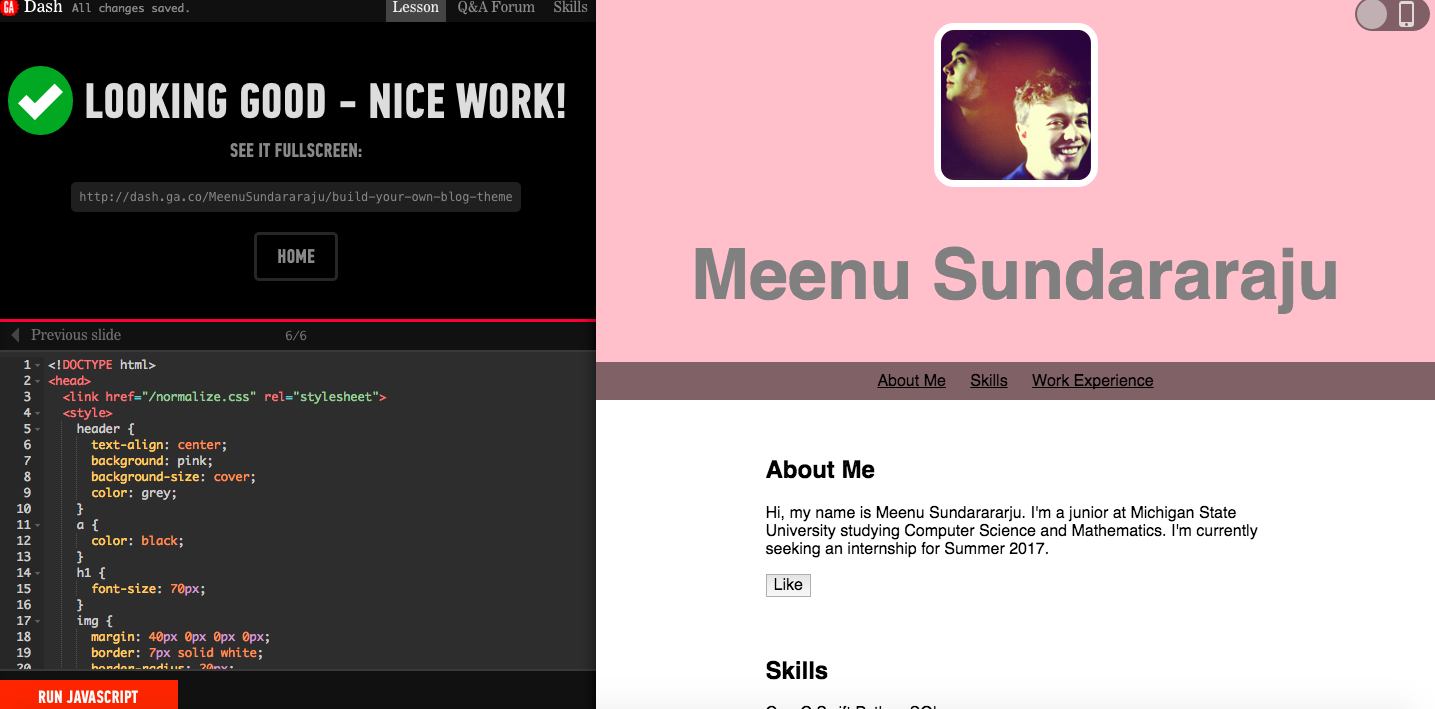 GA Dash All changes saved. Lesson Q&A Forum Skills
LOOKING GOOD - NICE WORK!
SEE IT FULLSCREEN:
http://dash.ga.co/MeenuSundararaju/build-your-own-blog-theme
HOME
Previous slide 6/6
1 <!DOCTYPE html>
2 <head>
3 <link href="/normalize.css" rel="stylesheet">
4 <style>
5 header {
6 text-align: center;
7 background: pink;
8 background-size: cover;
9 color: grey;
10 }
11 a {
12 color: black;
13 }
14 h1 {
15 font-size: 70px;
16 }
17 img {
18 margin: 40px 0px 0px 0px;
19 border: 7px solid white;
20 border-radius: 20px;
RUN JAVASCRIPT
Meenu Sundararaju
About Me Skills Work Experience
About Me
Hi, my name is Meenu Sundarararju. I'm a junior at Michigan State
University studying Computer Science and Mathematics. I'm currently
seeking an internship for Summer 2017.
Like
Skills